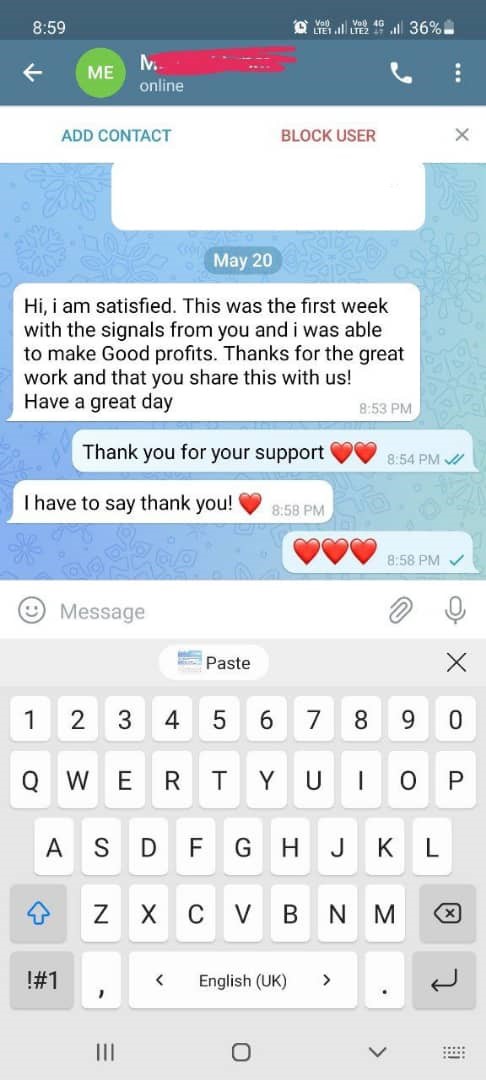 8:59
Vo)) LTE1 Vo)) LTE2 4G 36%
ME
online
ADD CONTACT BLOCK USER
May 20
Hi, i am satisfied. This was the first week
with the signals from you and i was able
to make Good profits. Thanks for the great
work and that you share this with us!
Have a great day
8:53 PM
Thank you for your support ❤️❤️ 8:54 PM
I have to say thank you! ❤️ 8:58 PM
❤️❤️❤️ 8:58 PM
Message
Paste
1 2 3 4 5 6 7 8 9 0
Q W E R T Y U I O P
A S D F G H J K L
Z X C V B N M
!#1 , < English (UK) > .